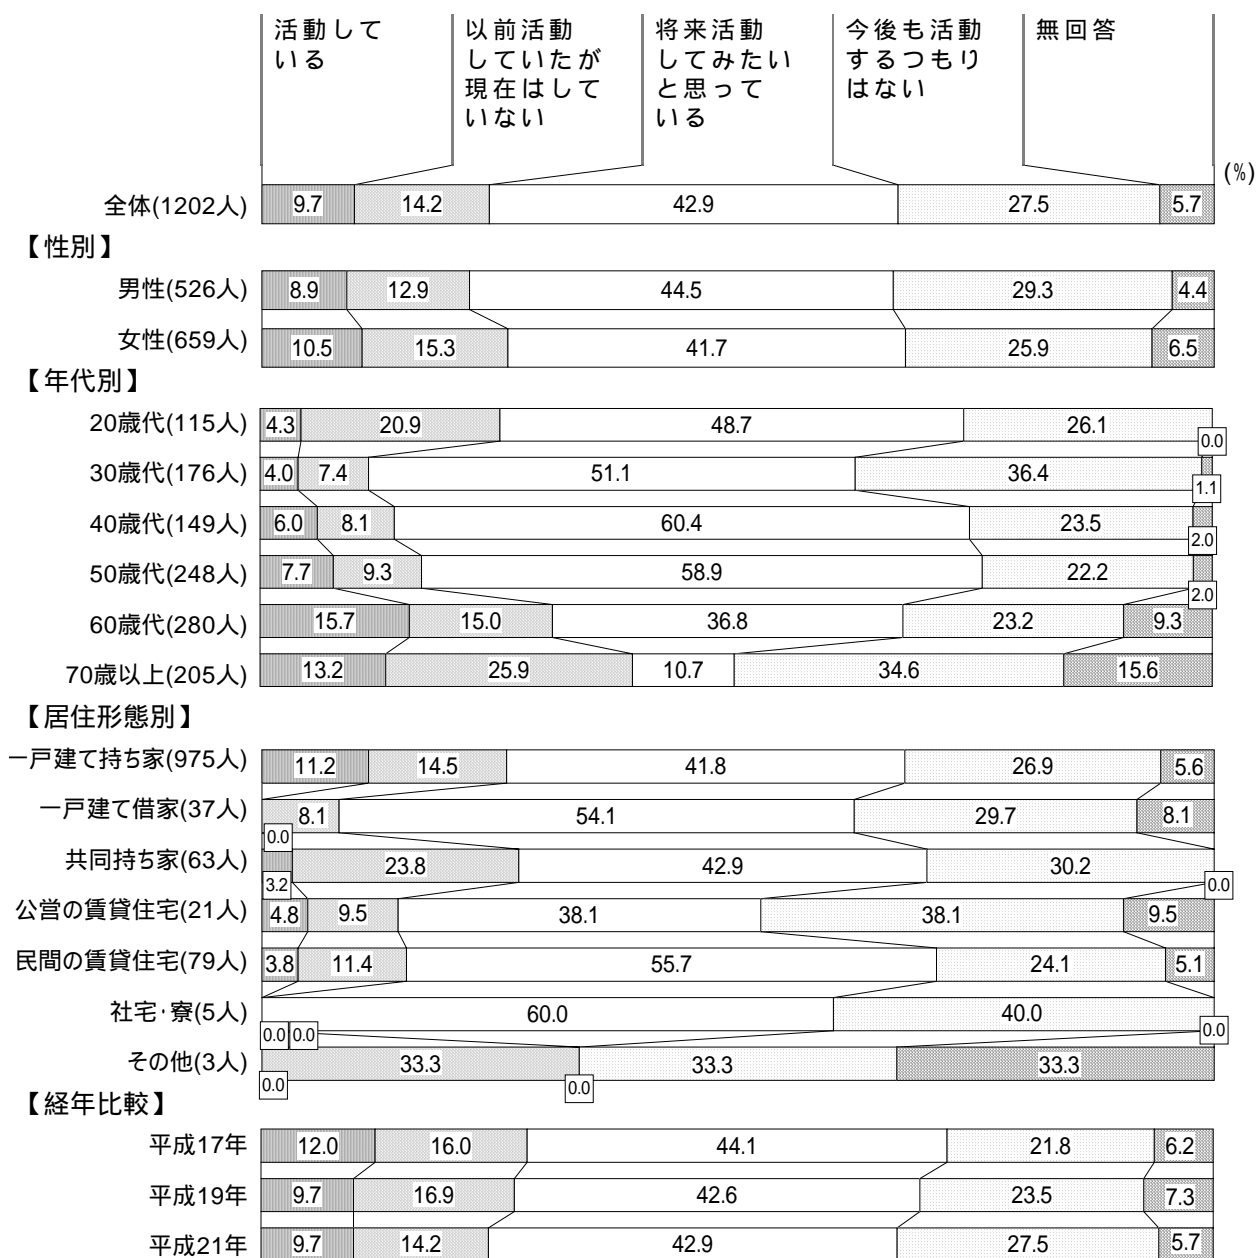 活動して
いる
以前活動
していたが
現在はして
いない
将来活動
してみたい
と思って
いる
今後も活動
するつもり
はない
無回答
(%)
全体(1202人) 9.7 14.2 42.9 27.5 5.7
【性別】
男性(526人) 8.9 12.9 44.5 29.3 4.4
女性(659人) 10.5 15.3 41.7 25.9 6.5
【年代別】
20歳代(115人) 4.3 20.9 48.7 26.1 0.0
30歳代(176人) 4.0 7.4 51.1 36.4 1.1
40歳代(149人) 6.0 8.1 60.4 23.5 2.0
50歳代(248人) 7.7 9.3 58.9 22.2 2.0
60歳代(280人) 15.7 15.0 36.8 23.2 9.3
70歳以上(205人) 13.2 25.9 10.7 34.6 15.6
【居住形態別】
一戸建て持ち家(975人) 11.2 14.5 41.8 26.9 5.6
一戸建て借家(37人) 0.0 8.1 54.1 29.7 8.1
共同持ち家(63人) 3.2 23.8 42.9 30.2 0.0
公営の賃貸住宅(21人) 4.8 9.5 38.1 38.1 9.5
民間の賃貸住宅(79人) 3.8 11.4 55.7 24.1 5.1
社宅・寮(5人) 0.0 0.0 60.0 40.0 0.0
その他(3人) 0.0 33.3 0.0 33.3 33.3
【経年比較】
平成17年 12.0 16.0 44.1 21.8 6.2
平成19年 9.7 16.9 42.6 23.5 7.3
平成21年 9.7 14.2 42.9 27.5 5.7